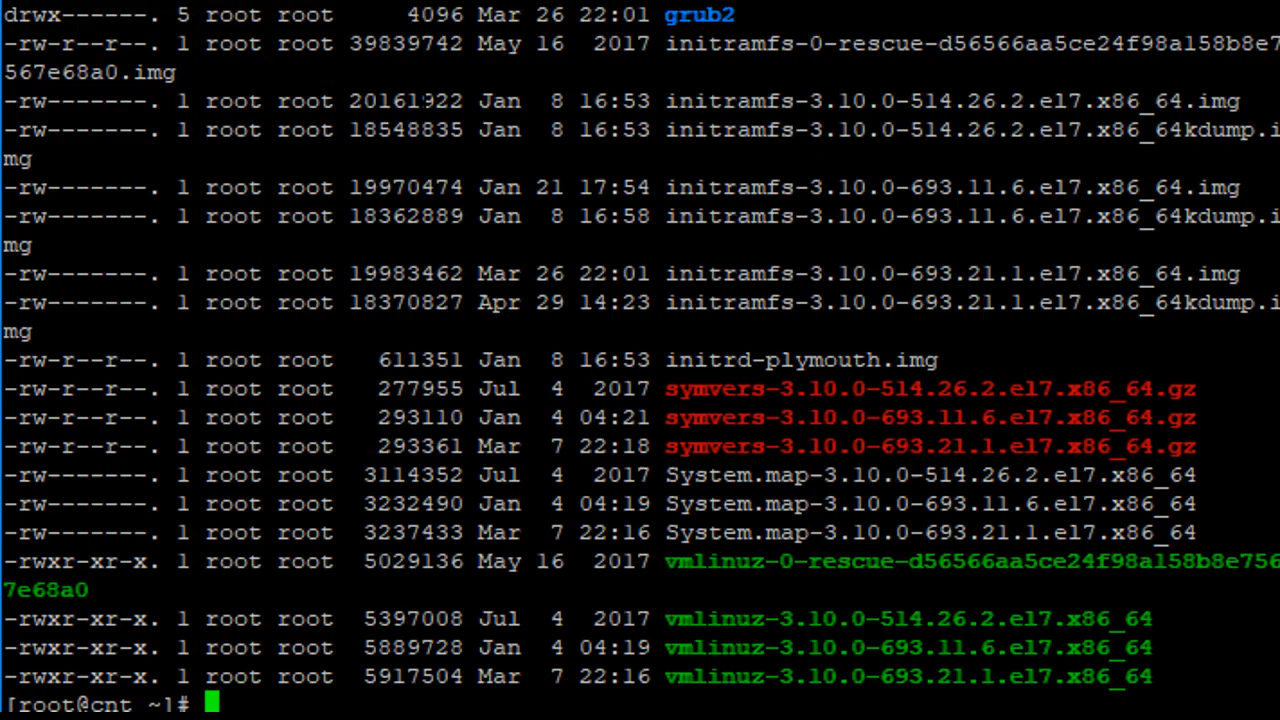 drwx------. 5 root root     4096 Mar 26 22:01 grub2
-rw-r--r--. 1 root root 39839742 May 16  2017 initramfs-0-rescue-d56566aa5ce24f98a158b8e7
567e68a0.img
-rw-------. 1 root root 20161922 Jan  8 16:53 initramfs-3.10.0-514.26.2.el7.x86_64.img
-rw-------. 1 root root 18548835 Jan  8 16:53 initramfs-3.10.0-514.26.2.el7.x86_64kdump.i
mg
-rw-------. 1 root root 19970474 Jan 21 17:54 initramfs-3.10.0-693.11.6.el7.x86_64.img
-rw-------. 1 root root 18362889 Jan  8 16:58 initramfs-3.10.0-693.11.6.el7.x86_64kdump.i
mg
-rw-------. 1 root root 19983462 Mar 26 22:01 initramfs-3.10.0-693.21.1.el7.x86_64.img
-rw-------. 1 root root 18370827 Apr 29 14:23 initramfs-3.10.0-693.21.1.el7.x86_64kdump.i
mg
-rw-r--r--. 1 root root   611351 Jan  8 16:53 initrd-plymouth.img
-rw-r--r--. 1 root root   277955 Jul  4  2017 symvers-3.10.0-514.26.2.el7.x86_64.gz
-rw-r--r--. 1 root root   293110 Jan  4 04:21 symvers-3.10.0-693.11.6.el7.x86_64.gz
-rw-r--r--. 1 root root   293361 Mar  7 22:18 symvers-3.10.0-693.21.1.el7.x86_64.gz
-rw-------. 1 root root  3114352 Jul  4  2017 System.map-3.10.0-514.26.2.el7.x86_64
-rw-------. 1 root root  3232490 Jan  4 04:19 System.map-3.10.0-693.11.6.el7.x86_64
-rw-------. 1 root root  3237433 Mar  7 22:16 System.map-3.10.0-693.21.1.el7.x86_64
-rwxr-xr-x. 1 root root  5029136 May 16  2017 vmlinuz-0-rescue-d56566aa5ce24f98a158b8e756
7e68a0
-rwxr-xr-x. 1 root root  5397008 Jul  4  2017 vmlinuz-3.10.0-514.26.2.el7.x86_64
-rwxr-xr-x. 1 root root  5889728 Jan  4 04:19 vmlinuz-3.10.0-693.11.6.el7.x86_64
-rwxr-xr-x. 1 root root  5917504 Mar  7 22:16 vmlinuz-3.10.0-693.21.1.el7.x86_64
[root@cnt ~]#